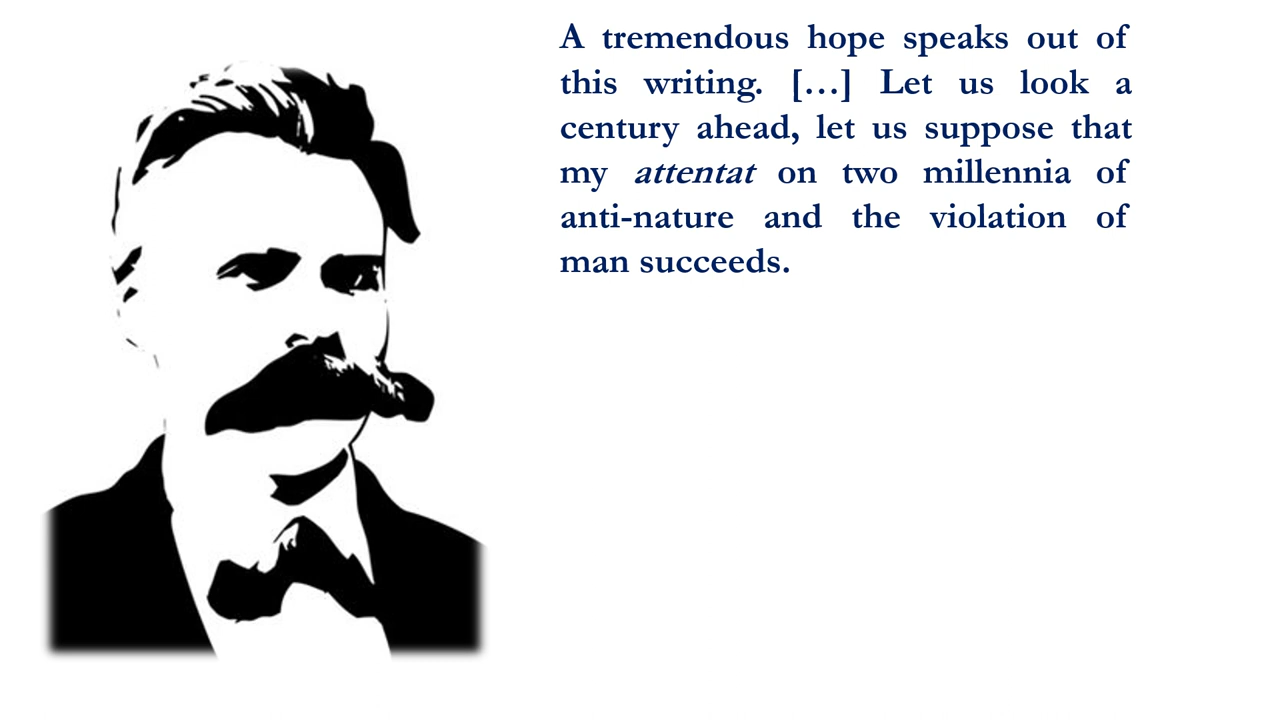 A tremendous hope speaks out of
this writing. […] Let us look a
century ahead, let us suppose that
my attentat on two millennia of
anti-nature and the violation of
man succeeds.